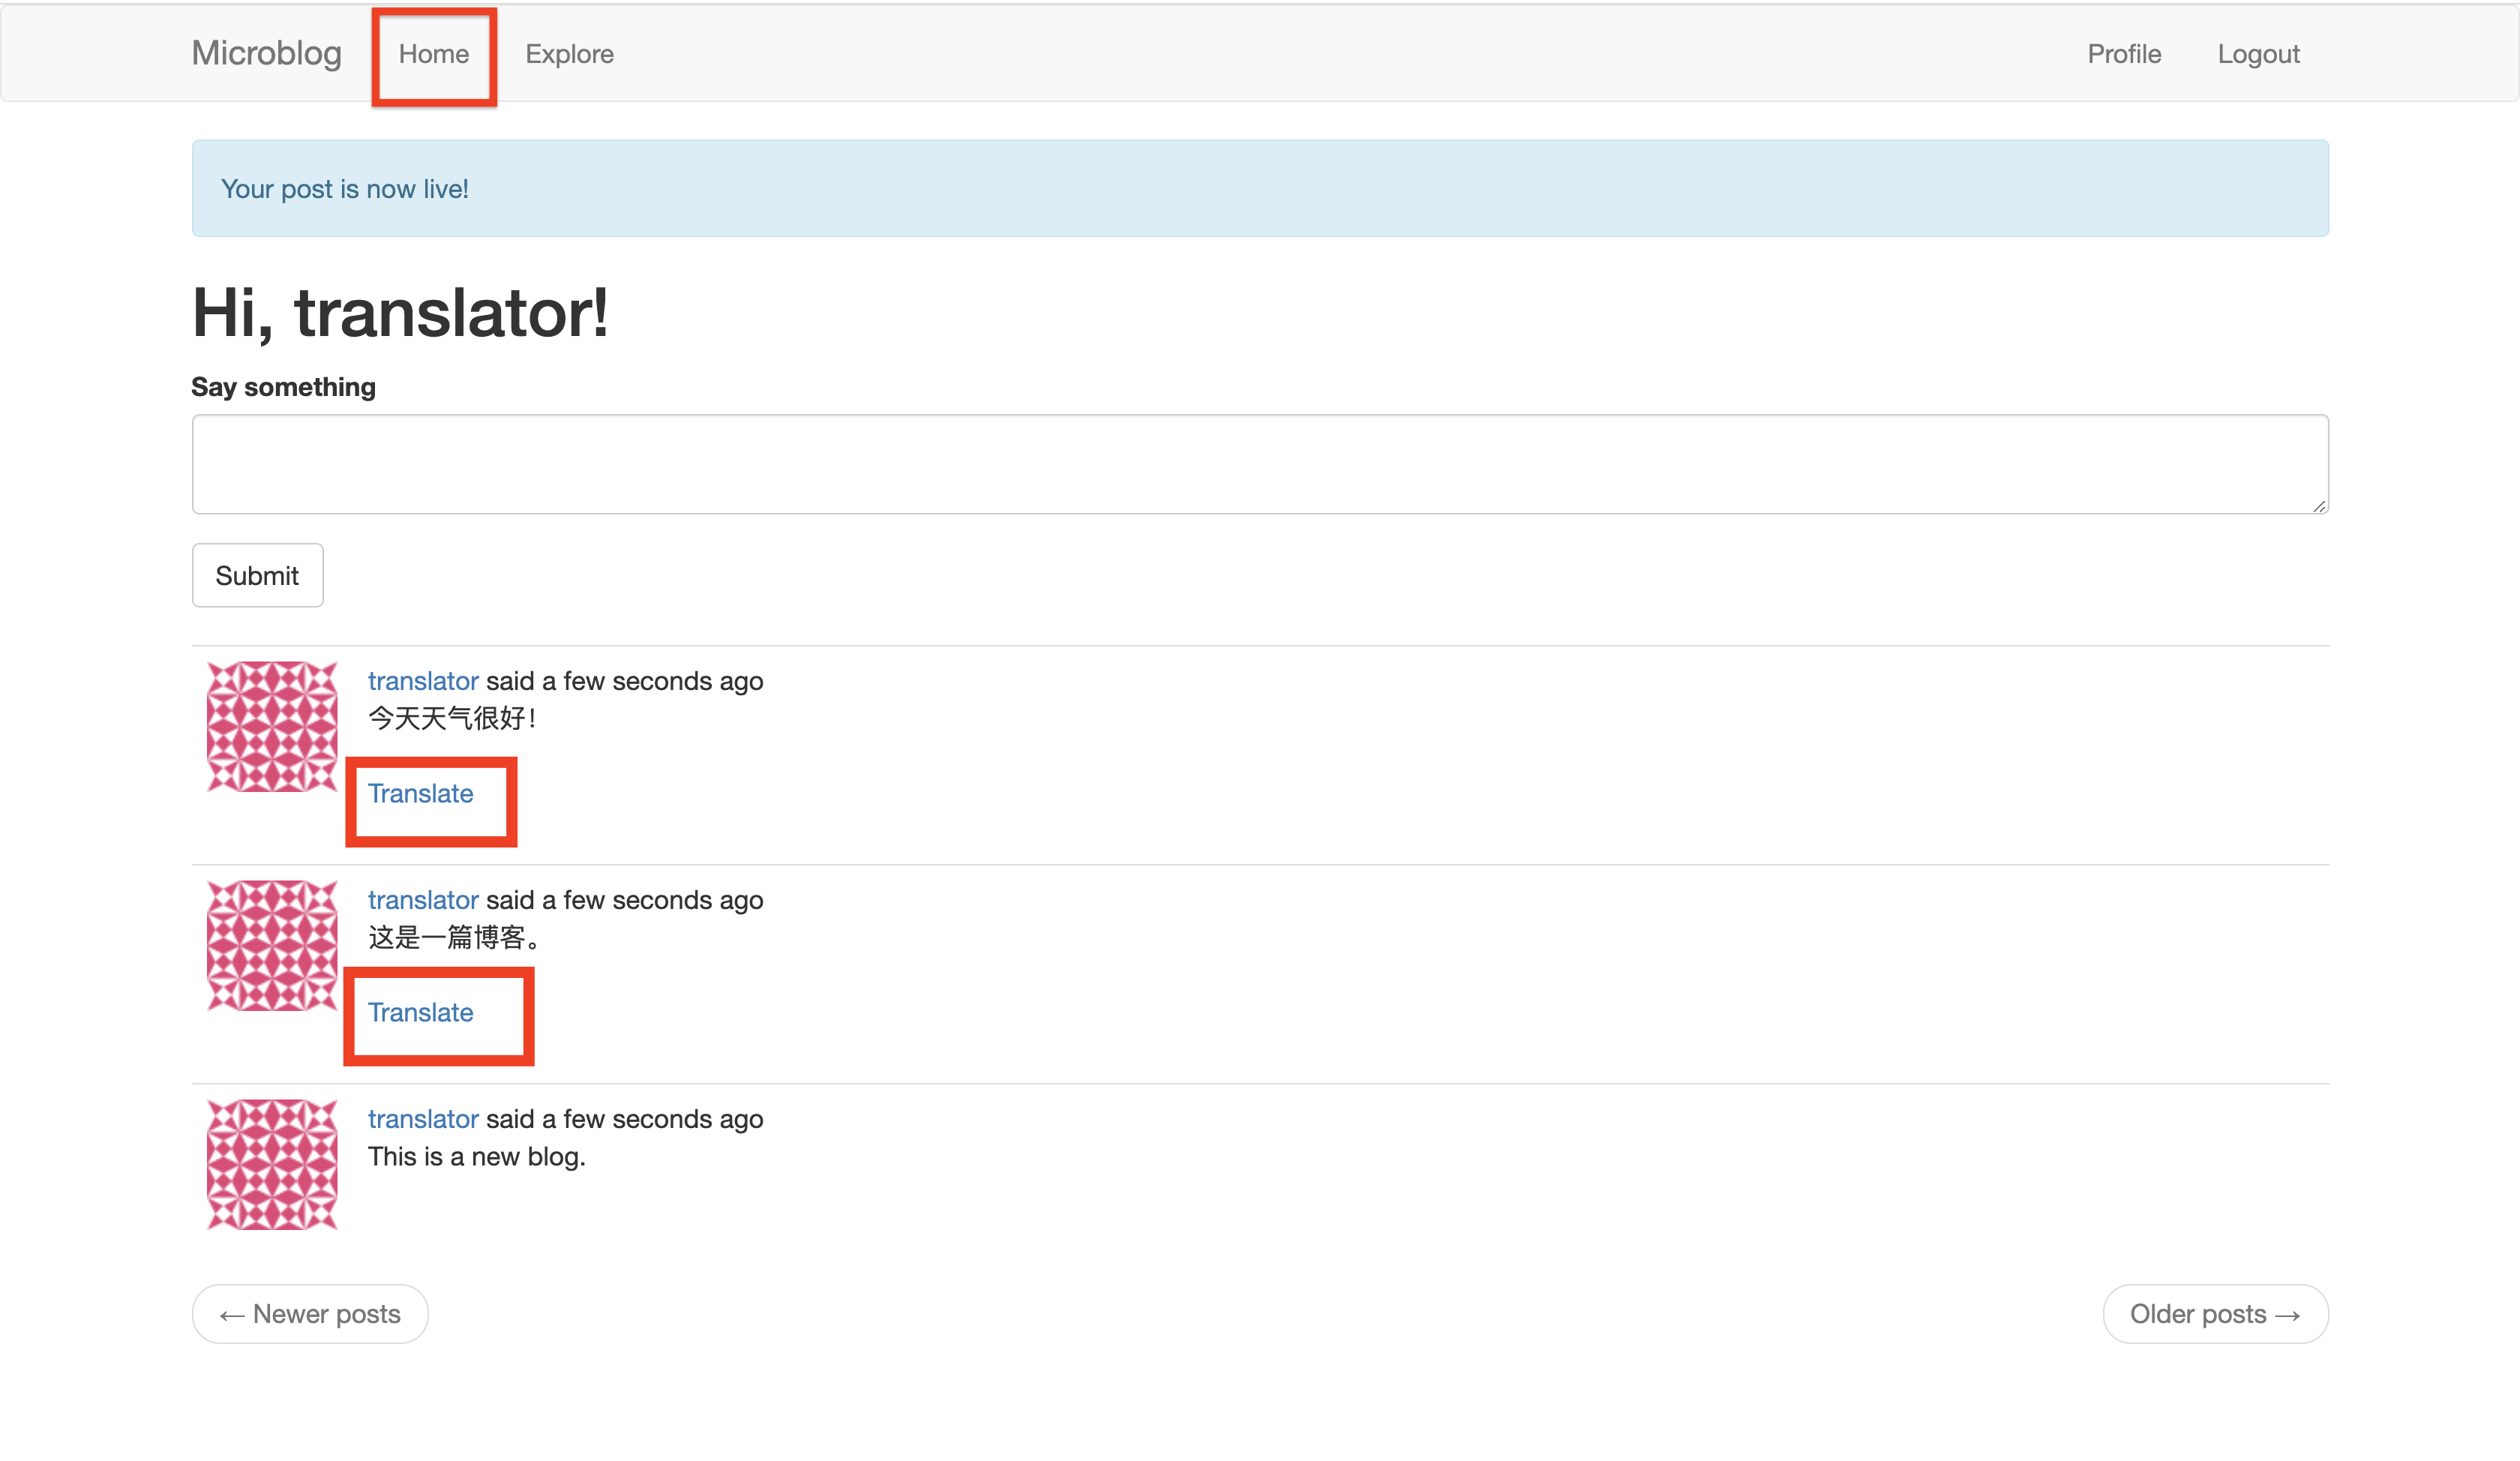 Microblog Home Explore Profile Logout
Your post is now live!
Hi, translator!
Say something
Submit
translator said a few seconds ago
今天天气很好！
Translate
translator said a few seconds ago
这是一篇博客。
Translate
translator said a few seconds ago
This is a new blog.
← Newer posts Older posts →